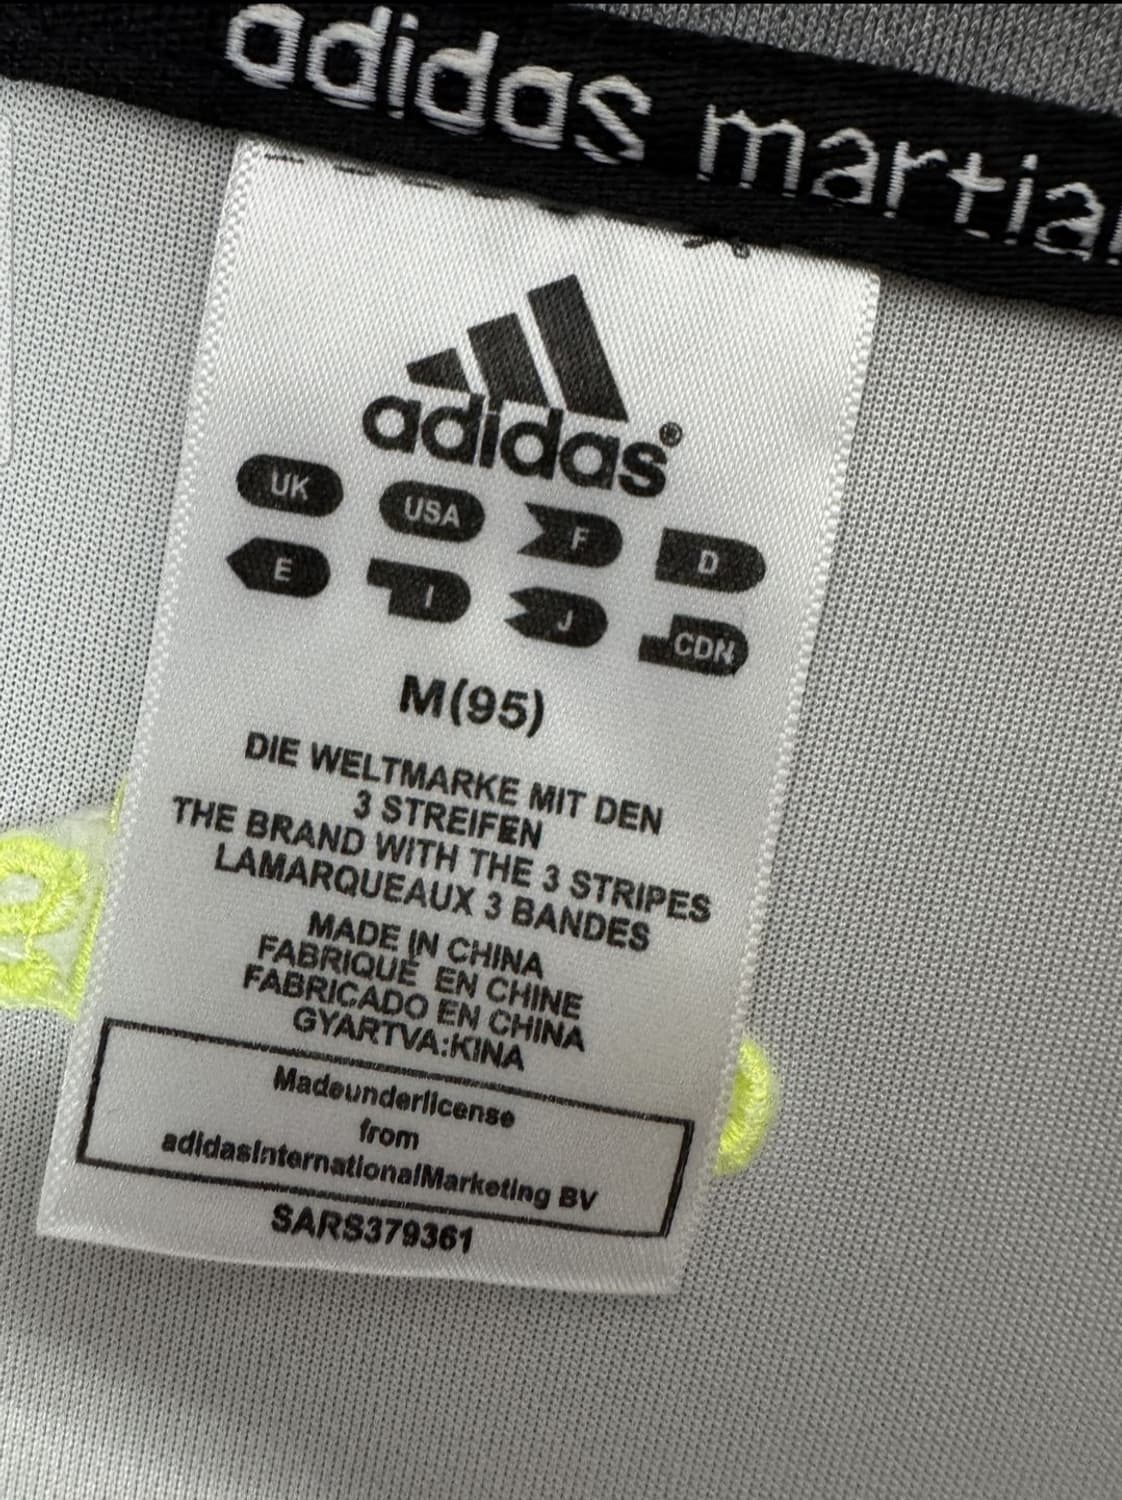 adidas martial
adidas®
UK USA F D
E I J CDN
M(95)
DIE WELTMARKE MIT DEN
3 STREIFEN
THE BRAND WITH THE 3 STRIPES
LAMARQUEAUX 3 BANDES
MADE IN CHINA
FABRIQUÉ EN CHINE
FABRICADO EN CHINA
GYARTVA:KINA
Madeunderlicense
from
adidasInternationalMarketing BV
SARS379361